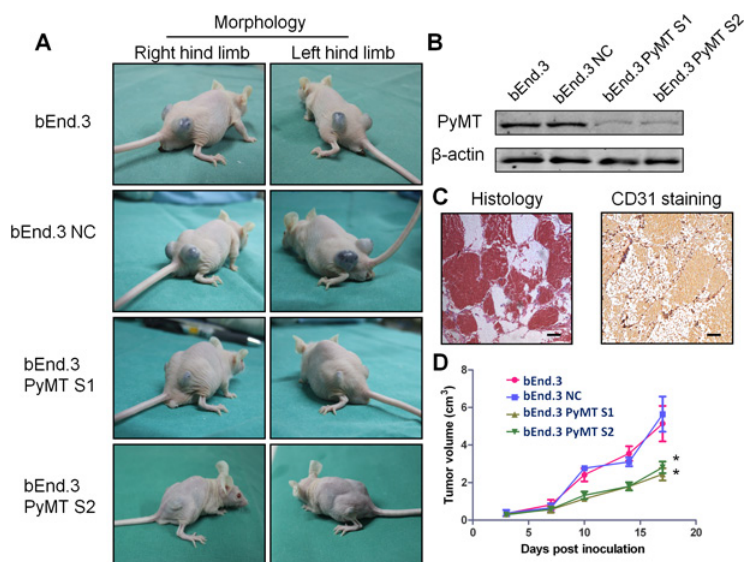 A
Morphology
Right hind limb
Left hind limb
bEnd.3
bEnd.3 NC
bEnd.3
PyMT S1
bEnd.3
PyMT S2
B
bEnd.3
bEnd.3 NC
bEnd.3 PyMT S1
bEnd.3 PyMT S2
PyMT
β-actin
C
Histology
CD31 staining
D
bEnd.3
bEnd.3 NC
bEnd.3 PyMT S1
bEnd.3 PyMT S2
Tumor volume (cm³)
8
6
4
2
0
*
*
0
5
10
15
20
Days post inoculation